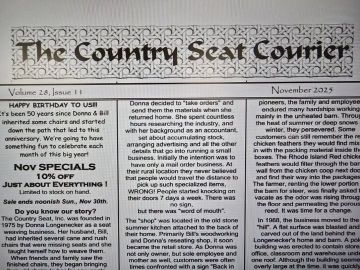 The Country Seat Courier
Volume 28, Issue 11
November 2025
HAPPY BIRTHDAY TO US!!!
It's been 50 years since Donna & Bill
inherited some chairs and started
down the path that led to this
anniversary. We're going to have
something fun to celebrate each
month of this big year!
Nov SPECIALS
10% OFF
JUST ABOUT EVERYTHING !
Limited to stock on hand.
Sale ends noonish Sun., Nov 30th.
Do you know our story?
The Country Seat, Inc. was founded in
1975 by Donna Longenecker as a seat
weaving business. Her husband, Bill,
inherited several cane and rush
chairs that were missing seats and she
taught herself how to weave them.
When friends and family saw the
finished chairs, they began bringing
Donna decided to "take orders" and
send them the materials when she
returned home. She spent countless
hours researching the industry, and
with her background as an accountant,
set about accumulating stock,
arranging advertising and all the other
details that go into running a small
business. Initially the intention was to
have only a mail order business. At
their rural location they never believed
that people would travel the distance to
pick up such specialized items,
WRONG! People started knocking on
their doors 7 days a week. There was
no sign,
but there was "word of mouth".
The "shop" was located in the old stone
summer kitchen attached to the back of
their home. Primarily Bill's woodworking
and Donna's reseating shop, it soon
became the retail store. As Donna was
not only owner, but sole employee and
mother as well, customers were often
times confronted with a sign "Back in
pioneers, the family and employees
endured many hardships working
mainly in the unheated barn. Through
the heat of summer or deep snows of
winter, they persevered. Some
customers can still remember the red
chicken feathers they would find mixed
in with the packing material inside their
boxes. The Rhode Island Red chicken
feathers would filter through the boards
wall from the chicken coop next door
and find their way into the packages.
The farmer, renting the lower portion of
the barn for steer, was finally asked to
vacate as the odor was rising through
the floor and permeating the porous
reed. It was time for a change.
In 1988, the business moved to the
"hill". A flat surface was blasted and
carved out of the land behind the
Longenecker's home and barn. A
building was erected to contain the
office, classroom and warehouse
Although the building seemed
overly large at the time, it was quickly